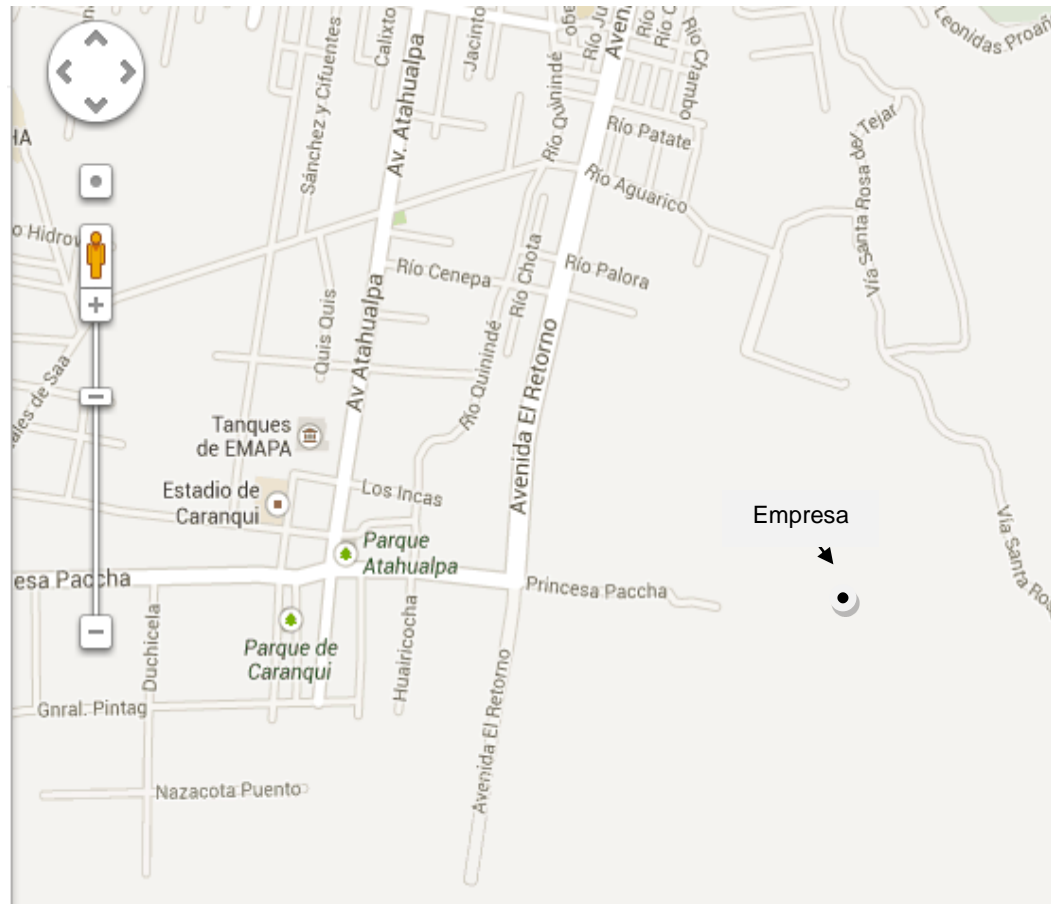 Leonidas Proaño
Calixto
Jacinto
Río Chambo
Sánchez y Cifuentes
Av. Atahualpa
Río Quinindé
Río Patate
Vía Santa Rosa del Tejar
Río Aguarico
Río Cenepa
Río Chota
Río Palora
Quis Quis
Av Atahualpa
Río Quinindé
Avenida El Retorno
Tanques
de EMAPA
Estadio de
Caranqui
Los Incas
Empresa
Parque
Atahualpa
esa Paccha
Princesa Paccha
Vía Santa Ros
Duchicela
Parque de
Caranqui
Huairicocha
Gnral. Pintag
Avenida El Retorno
Nazacota Puento